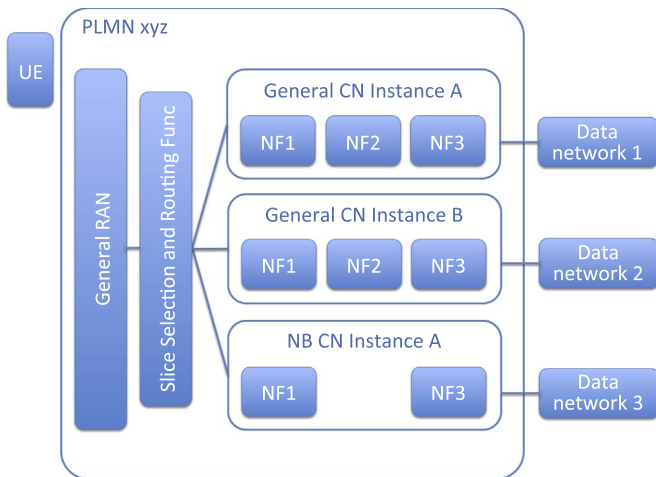 PLMN xyz
UE
General RAN
Slice Selection and Routing Func
General CN Instance A
NF1
NF2
NF3
Data
network 1
General CN Instance B
NF1
NF2
NF3
Data
network 2
NB CN Instance A
NF1
NF3
Data
network 3